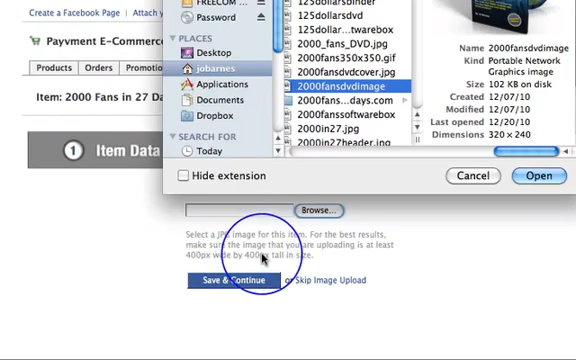 Create a Facebook Page | Attach y
Payvment E-Commerce
Products Orders Promotio
Item: 2000 Fans in 27 Da
1 Item Data
FREECOM
Password
PLACES
Desktop
jobarnes
Applications
Documents
Dropbox
SEARCH FOR
Today
125dollarspinder
125dollarsdvd
125dollar...twarebox
2000_fans_DVD.jpg
2000fans350x350.gif
2000fansdvdcover.jpg
2000fansdvdimage
2000fans...days.com
2000fanssoftwarebox
2000in27.jpg
2000in27header.jpg
Name 2000fansdvdimage
Kind Portable Network
Graphics image
Size 102 KB on disk
Created 12/07/10
Modified 12/07/10
Last opened 12/20/10
Dimensions 320 × 240
Hide extension
Cancel Open
Browse...
Select a JPG image for this item. For the best results,
make sure the image that you are uploading is at least
400px wide by 400px tall in size.
Save & Continue or Skip Image Upload